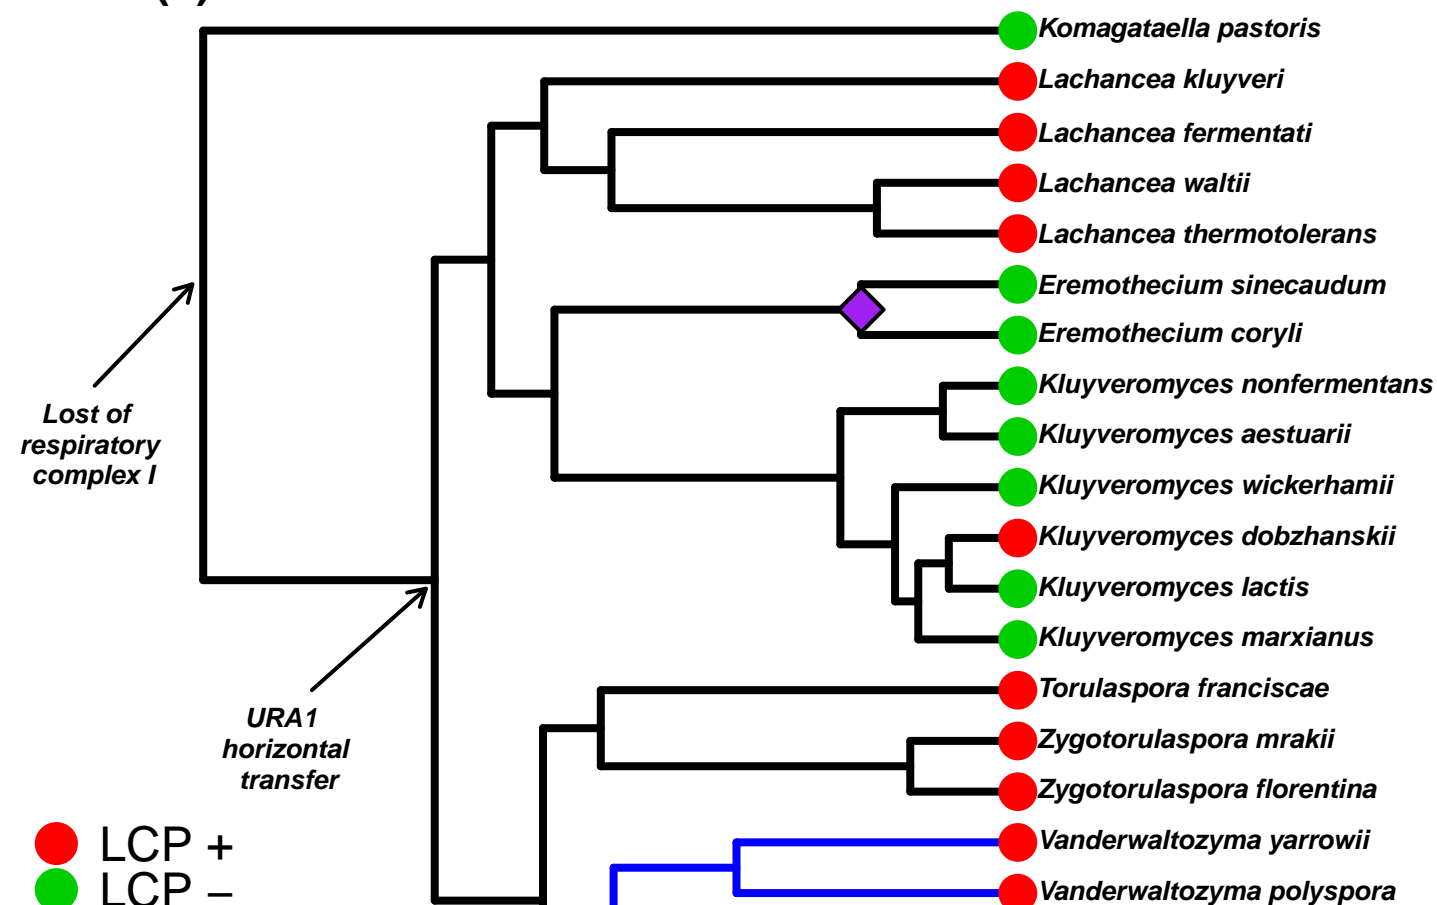 Komagataella pastoris
Lachancea kluyveri
Lachancea fermentati
Lachancea waltii
Lachancea thermotolerans
Eremothecium sinecaudum
Eremothecium coryli
Kluyveromyces nonfermentans
Kluyveromyces aestuarii
Kluyveromyces wickerhamii
Kluyveromyces dobzhanskii
Kluyveromyces lactis
Kluyveromyces marxianus
Torulaspora franciscae
Zygotorulaspora mrakii
Zygotorulaspora florentina
Vanderwaltozyma yarrowii
Vanderwaltozyma polyspora
Lost of
respiratory
complex I
URA1
horizontal
transfer
LCP +
LCP –